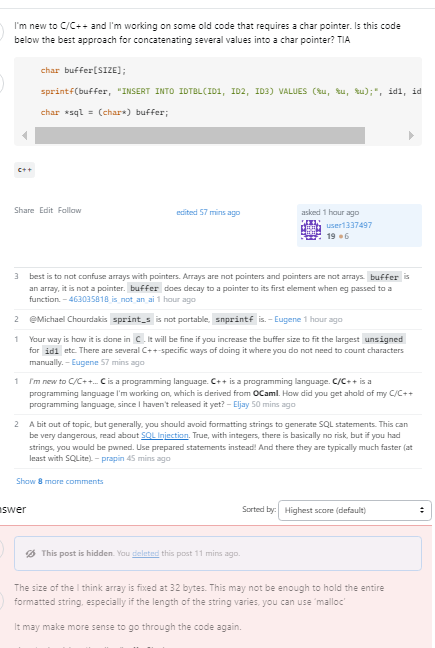 I'm new to C/C++ and I'm working on some old code that requires a char pointer. Is this code
below the best approach for concatenating several values into a char pointer? TIA
char buffer[SIZE];
sprintf(buffer, "INSERT INTO IDTBL(ID1, ID2, ID3) VALUES (%u, %u, %u);", id1, id
char *sql = (char*) buffer;
c++
Share Edit Follow
edited 57 mins ago
asked 1 hour ago
user1337497
19 6
3 best is to not confuse arrays with pointers. Arrays are not pointers and pointers are not arrays. buffer is
an array, it is not a pointer. buffer does decay to a pointer to its first element when eg passed to a
function. – 463035818_is_not_an_ai 1 hour ago
2 @Michael Chourdakis sprint_s is not portable, snprintf is. – Eugene 1 hour ago
1 Your way is how it is done in C. It will be fine if you increase the buffer size to fit the largest unsigned
for id1 etc. There are several C++-specific ways of doing it where you do not need to count characters
manually. – Eugene 57 mins ago
1 I'm new to C/C++... C is a programming language. C++ is a programming language. C/C++ is a
programming language I'm working on, which is derived from OCaml. How did you get ahold of my C/C++
programming language, since I haven't released it yet? – Eljay 50 mins ago
2 A bit out of topic, but generally, you should avoid formatting strings to generate SQL statements. This can
be very dangerous, read about SQL Injection. True, with integers, there is basically no risk, but if you had
strings, you would be pwned. Use prepared statements instead! And there they are typically much faster (at
least with SQLite). – prapin 45 mins ago
Show 8 more comments
nswer
Sorted by: Highest score (default)
This post is hidden. You deleted this post 11 mins ago.
The size of the I think array is fixed at 32 bytes. This may not be enough to hold the entire
formatted string, especially if the length of the string varies, you can use 'malloc'
It may make more sense to go through the code again.